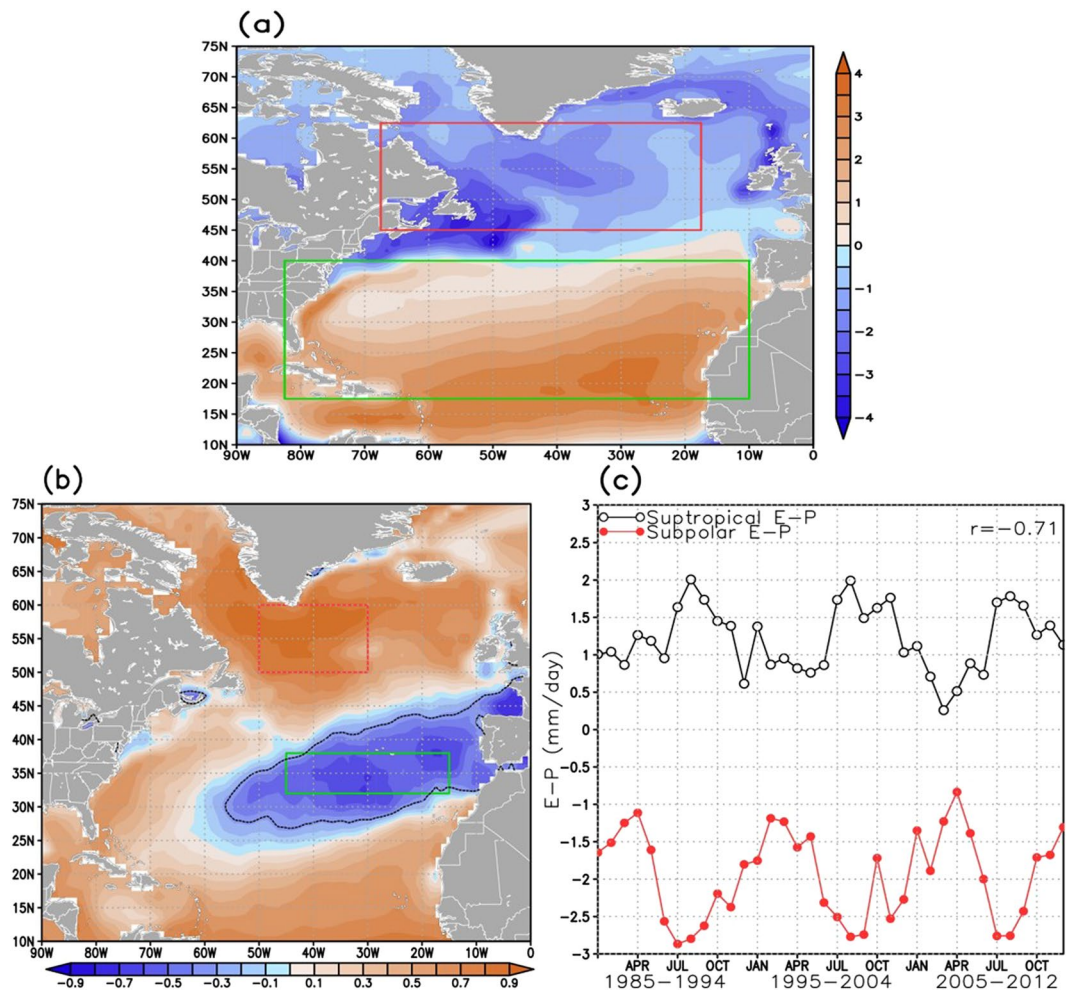 (a)
75N
70N
65N
60N
55N
50N
45N
40N
35N
30N
25N
20N
15N
10N
90W 80W 70W 60W 50W 40W 30W 20W 10W 0
4
3
2
1
0
-1
-2
-3
-4
(b)
75N
70N
65N
60N
55N
50N
45N
40N
35N
30N
25N
20N
15N
10N
90W 80W 70W 60W 50W 40W 30W 20W 10W 0
-0.9 -0.7 -0.5 -0.3 -0.1 0.1 0.3 0.5 0.7 0.9
(c)
Suptropical E-P
Subpolar E-P
r=-0.71
E-P (mm/day)
3
2.5
2
1.5
1
0.5
0
-0.5
-1
-1.5
-2
-2.5
-3
APR JUL OCT JAN APR JUL OCT JAN APR JUL OCT
1985-1994 1995-2004 2005-2012